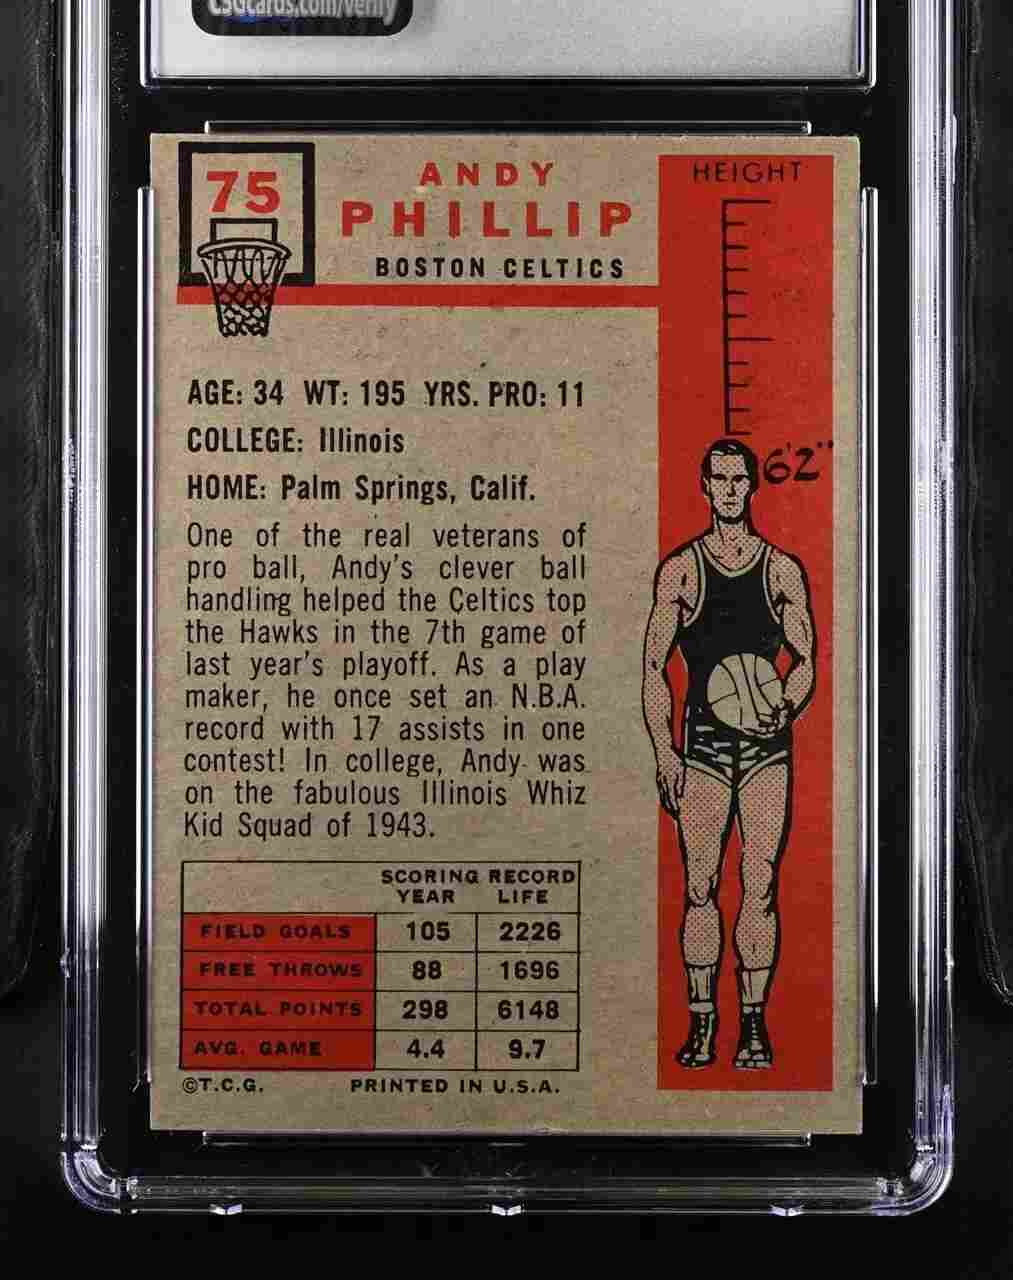 CSGcards.com/verify
75
ANDY
PHILLIP
BOSTON CELTICS
HEIGHT
6'2"
AGE: 34 WT: 195 YRS. PRO: 11
COLLEGE: Illinois
HOME: Palm Springs, Calif.
One of the real veterans of
pro ball, Andy's clever ball
handling helped the Celtics top
the Hawks in the 7th game of
last year's playoff. As a play
maker, he once set an N.B.A.
record with 17 assists in one
contest! In college, Andy was
on the fabulous Illinois Whiz
Kid Squad of 1943.
SCORING RECORD
YEAR LIFE
FIELD GOALS 105 2226
FREE THROWS 88 1696
TOTAL POINTS 298 6148
AVG. GAME 4.4 9.7
©T.C.G. PRINTED IN U.S.A.